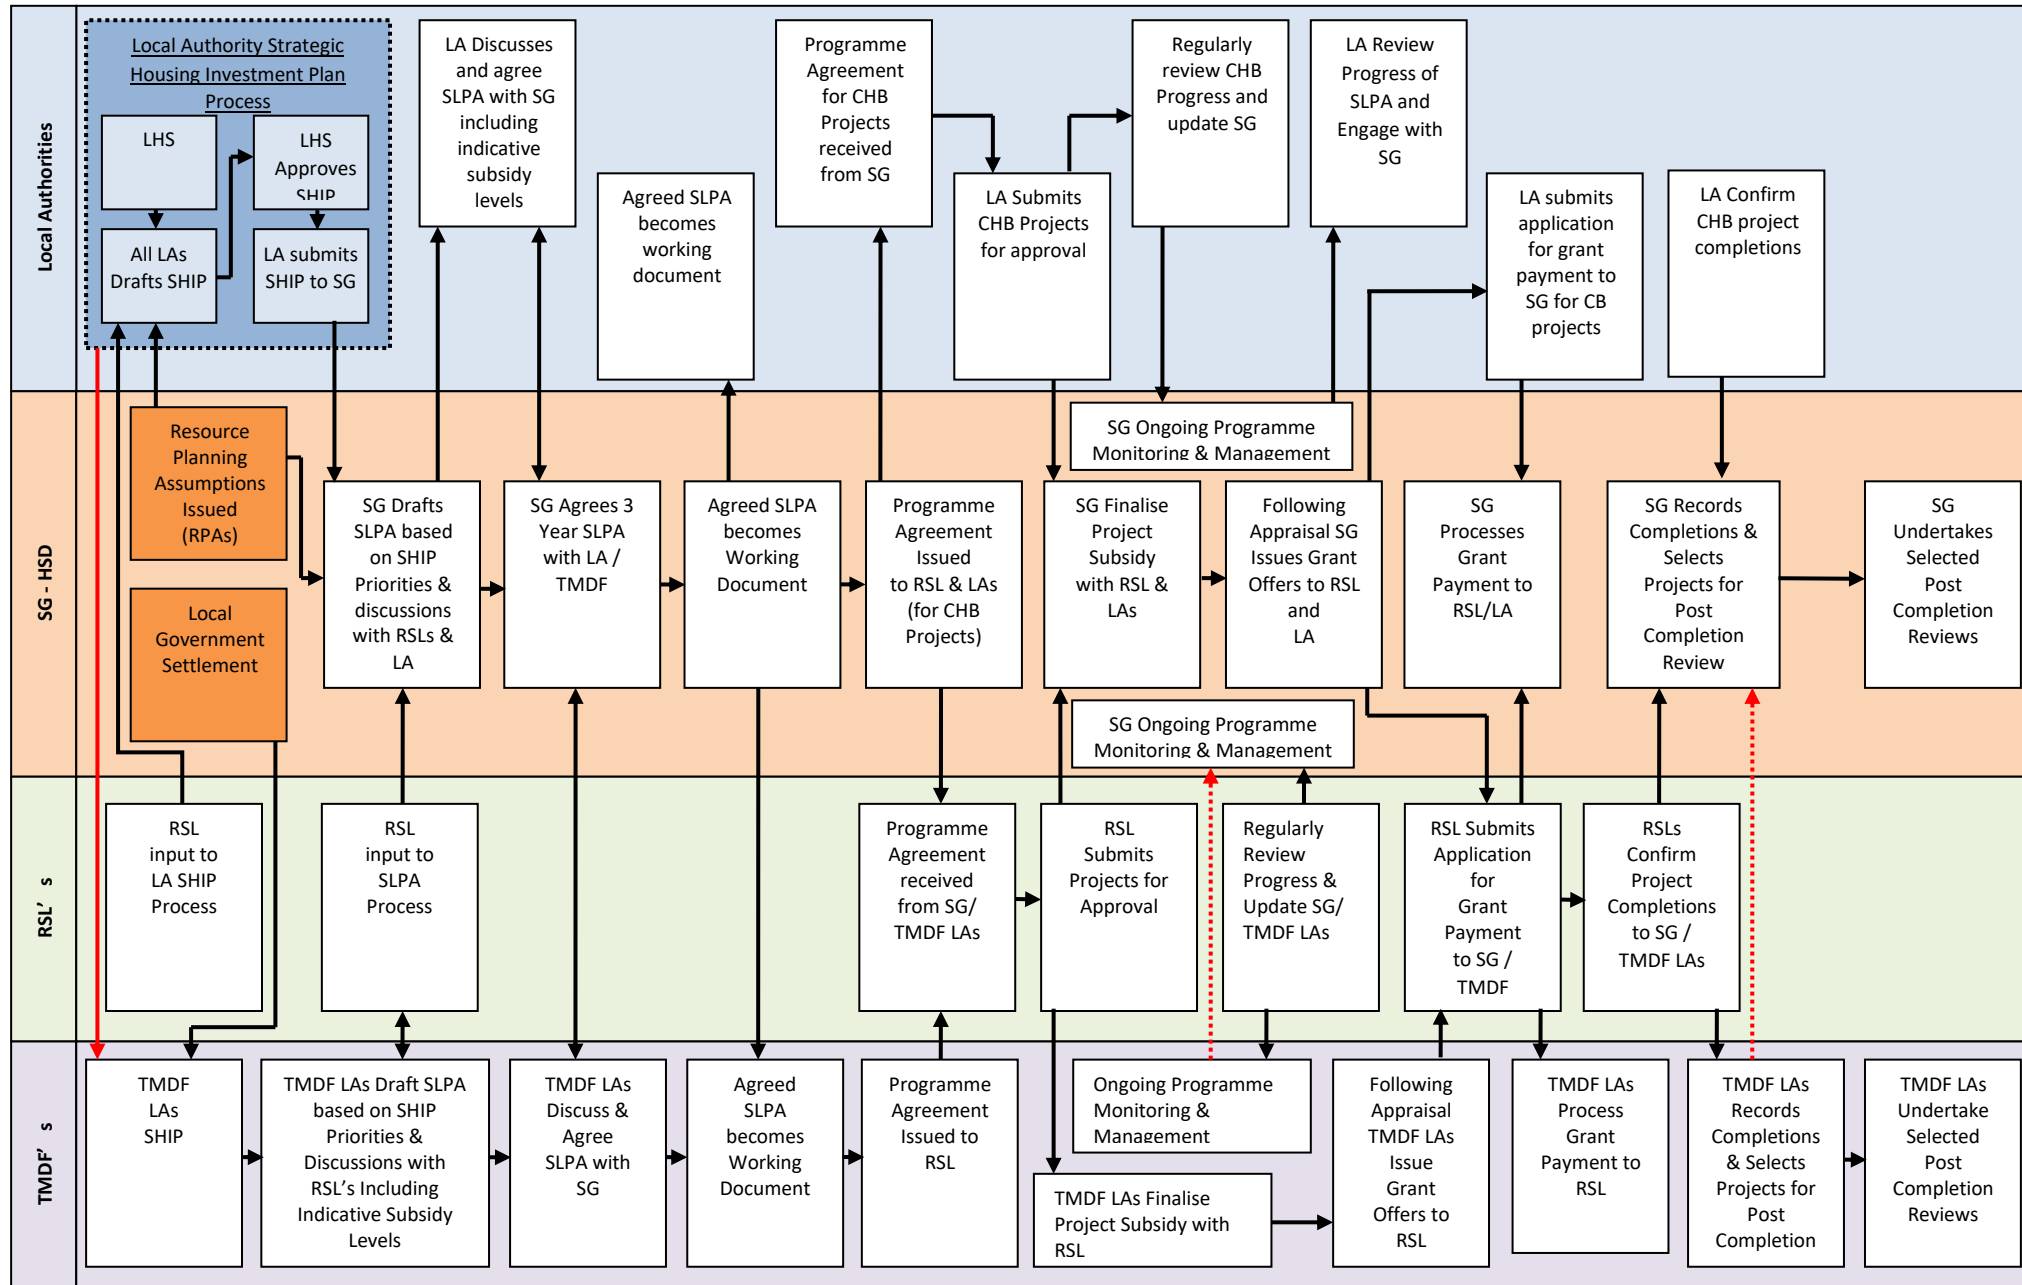 Local Authorities
Local Authority Strategic
Housing Investment Plan
Process
LHS
LHS
Approves
SHIP
All LAs
Drafts SHIP
LA submits
SHIP to SG
LA Discusses
and agree
SLPA with SG
including
indicative
subsidy
levels
Agreed SLPA
becomes
working
document
Programme
Agreement
for CHB
Projects
received
from SG
LA Submits
CHB Projects
for approval
Regularly
review CHB
Progress and
update SG
LA Review
Progress of
SLPA and
Engage with
SG
LA submits
application
for grant
payment to
SG for CB
projects
LA Confirm
CHB project
completions
SG - HSD
Resource
Planning
Assumptions
Issued
(RPAs)
Local
Government
Settlement
SG Drafts
SLPA based
on SHIP
Priorities &
discussions
with RSLs &
LA
SG Agrees 3
Year SLPA
with LA /
TMDF
Agreed SLPA
becomes
Working
Document
Programme
Agreement
Issued
to RSL & LAs
(for CHB
Projects)
SG Finalise
Project
Subsidy
with RSL &
LAs
SG Ongoing Programme
Monitoring & Management
Following
Appraisal SG
Issues Grant
Offers to RSL
and
LA
SG Ongoing Programme
Monitoring & Management
SG
Processes
Grant
Payment to
RSL/LA
SG Records
Completions &
Selects
Projects for
Post
Completion
Review
SG
Undertakes
Selected
Post
Completion
Reviews
RSL' s
RSL
input to
LA SHIP
Process
RSL
input to
SLPA
Process
Programme
Agreement
received
from SG/
TMDF LAs
RSL
Submits
Projects for
Approval
Regularly
Review
Progress &
Update SG/
TMDF LAs
RSL Submits
Application
for
Grant
Payment
to SG /
TMDF
RSLs
Confirm
Project
Completions
to SG /
TMDF LAs
TMDF' s
TMDF
LAs
SHIP
TMDF LAs Draft SLPA
based on SHIP
Priorities &
Discussions with
RSL's Including
Indicative Subsidy
Levels
TMDF LAs
Discuss &
Agree
SLPA with
SG
Agreed
SLPA
becomes
Working
Document
Programme
Agreement
Issued to
RSL
Ongoing Programme
Monitoring &
Management
TMDF LAs Finalise
Project Subsidy with
RSL
Following
Appraisal
TMDF LAs
Issue
Grant
Offers to
RSL
TMDF LAs
Process
Grant
Payment to
RSL
TMDF LAs
Records
Completions
& Selects
Projects for
Post
Completion
TMDF LAs
Undertake
Selected
Post
Completion
Reviews